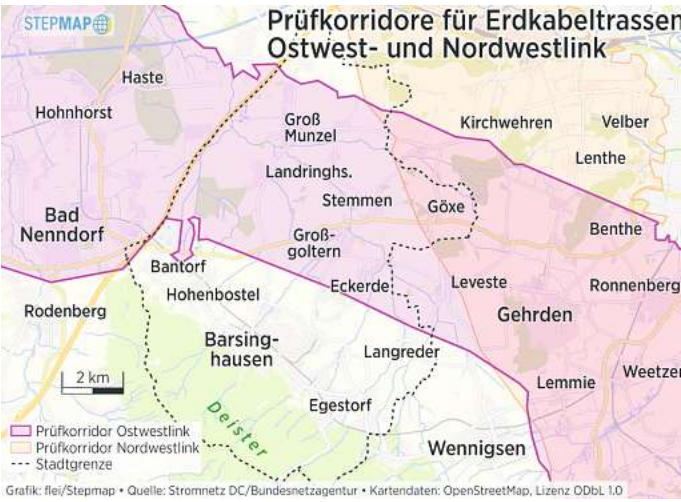 STEPMAP
Prüfkorridore für Erdkabeltrassen
Ostwest- und Nordwestlink
Haste
Hohnhorst
Groß
Munzel
Kirchwehren
Velber
Landringhs.
Lenthe
Stemmen
Göxe
Bad
Nenndorf
Groß-
goltern
Benthe
Bantorf
Hohenbostel
Eckerde
Leveste
Ronnenberg
Rodenberg
Gehrden
Barsing-
hausen
Langreder
2 km
Lemmie
Weetzen
Egestorf
Deister
Prüfkorridor Ostwestlink
Prüfkorridor Nordwestlink
Stadtgrenze
Wennigsen
Grafik: flei/Stepmap • Quelle: Stromnetz DC/Bundesnetzagentur • Kartendaten: OpenStreetMap, Lizenz ODbL 1.0